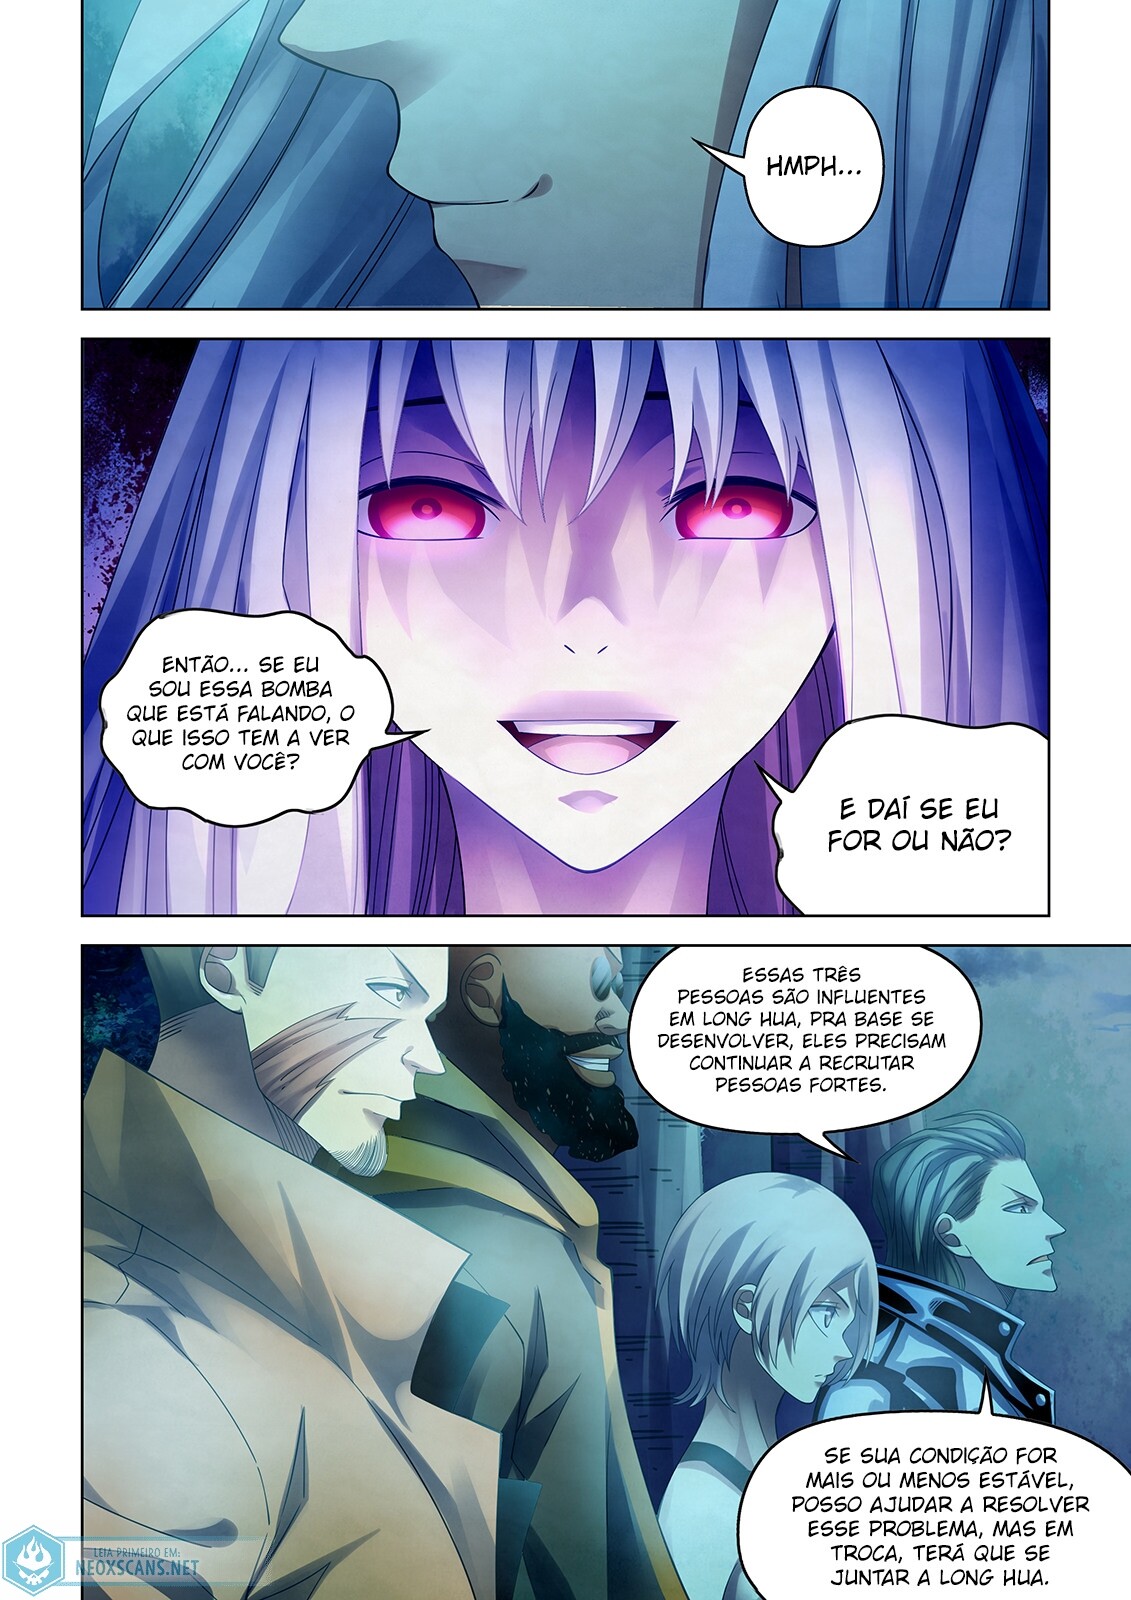 HMPH...
ENTÃO... SE EU
SOU ESSA BOMBA
QUE ESTÁ FALANDO, O
QUE ISSO TEM A VER
COM VOCÊ?
E DAÍ SE EU
FOR OU NÃO?
ESSAS TRÊS
PESSOAS SÃO INFLUENTES
EM LONG HUA, PRA BASE SE
DESENVOLVER, ELES PRECISAM
CONTINUAR A RECRUTAR
PESSOAS FORTES.
SE SUA CONDIÇÃO FOR
MAIS OU MENOS ESTÁVEL,
POSSO AJUDAR A RESOLVER
ESSE PROBLEMA, MAS EM
TROCA, TERÁ QUE SE
JUNTAR A LONG HUA.
LEIA PRIMEIRO EM:
NEOXSCANS.NET